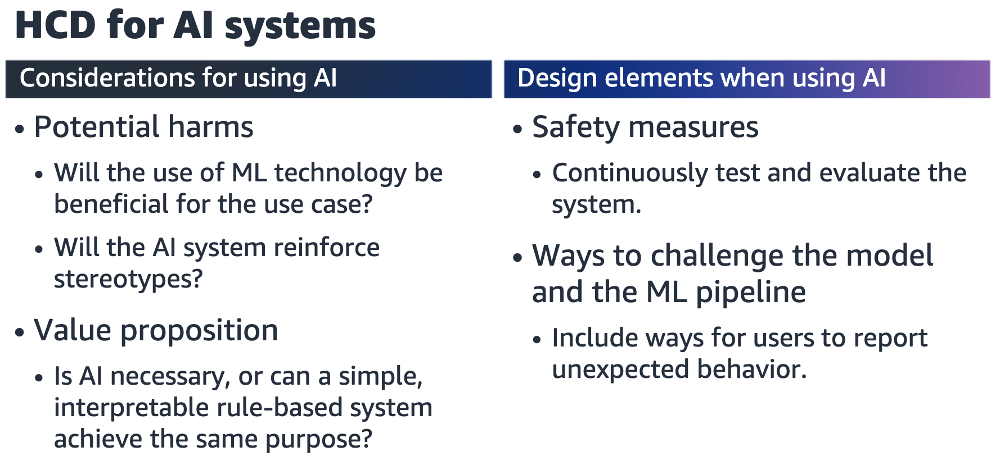 HCD for AI systems
Considerations for using AI
• Potential harms
• Will the use of ML technology be
beneficial for the use case?
• Will the AI system reinforce
stereotypes?
• Value proposition
• Is AI necessary, or can a simple,
interpretable rule-based system
achieve the same purpose?
Design elements when using AI
• Safety measures
• Continuously test and evaluate the
system.
• Ways to challenge the model
and the ML pipeline
• Include ways for users to report
unexpected behavior.